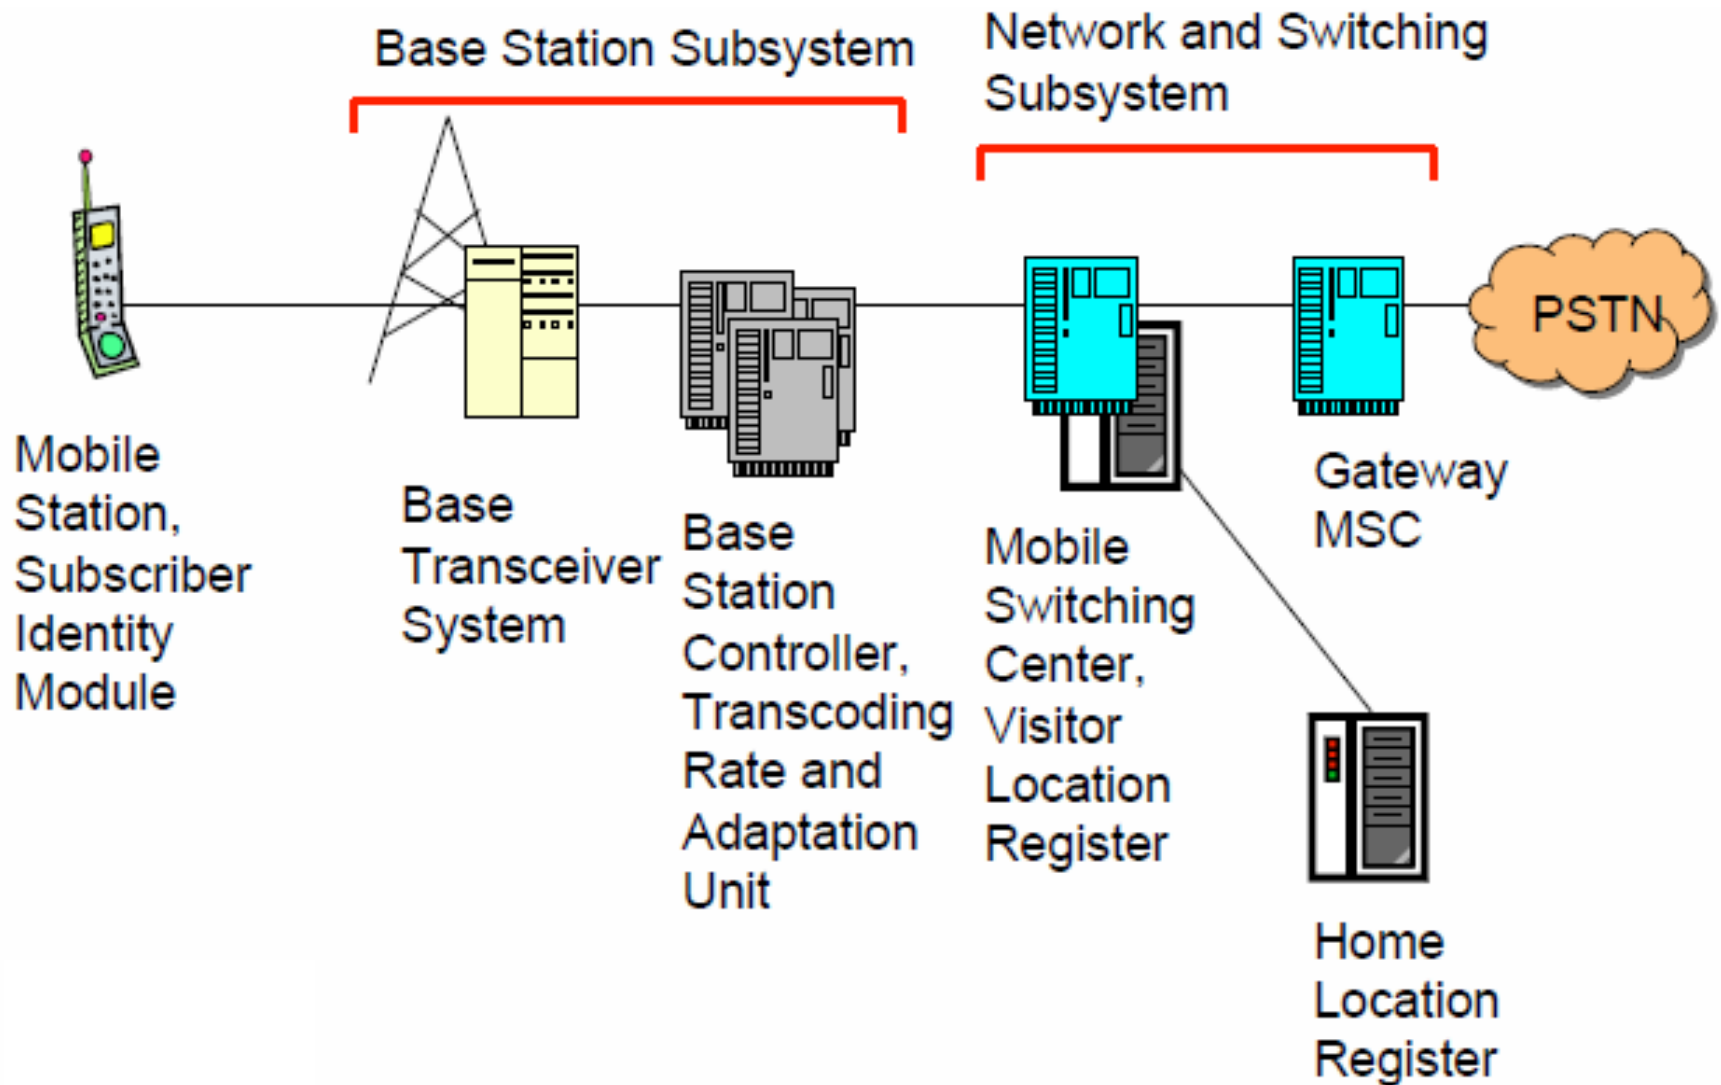 Base Station Subsystem
Network and Switching
Subsystem
PSTN
Mobile
Station,
Subscriber
Identity
Module
Base
Transceiver
System
Base
Station
Controller,
Transcoding
Rate and
Adaptation
Unit
Mobile
Switching
Center,
Visitor
Location
Register
Gateway
MSC
Home
Location
Register